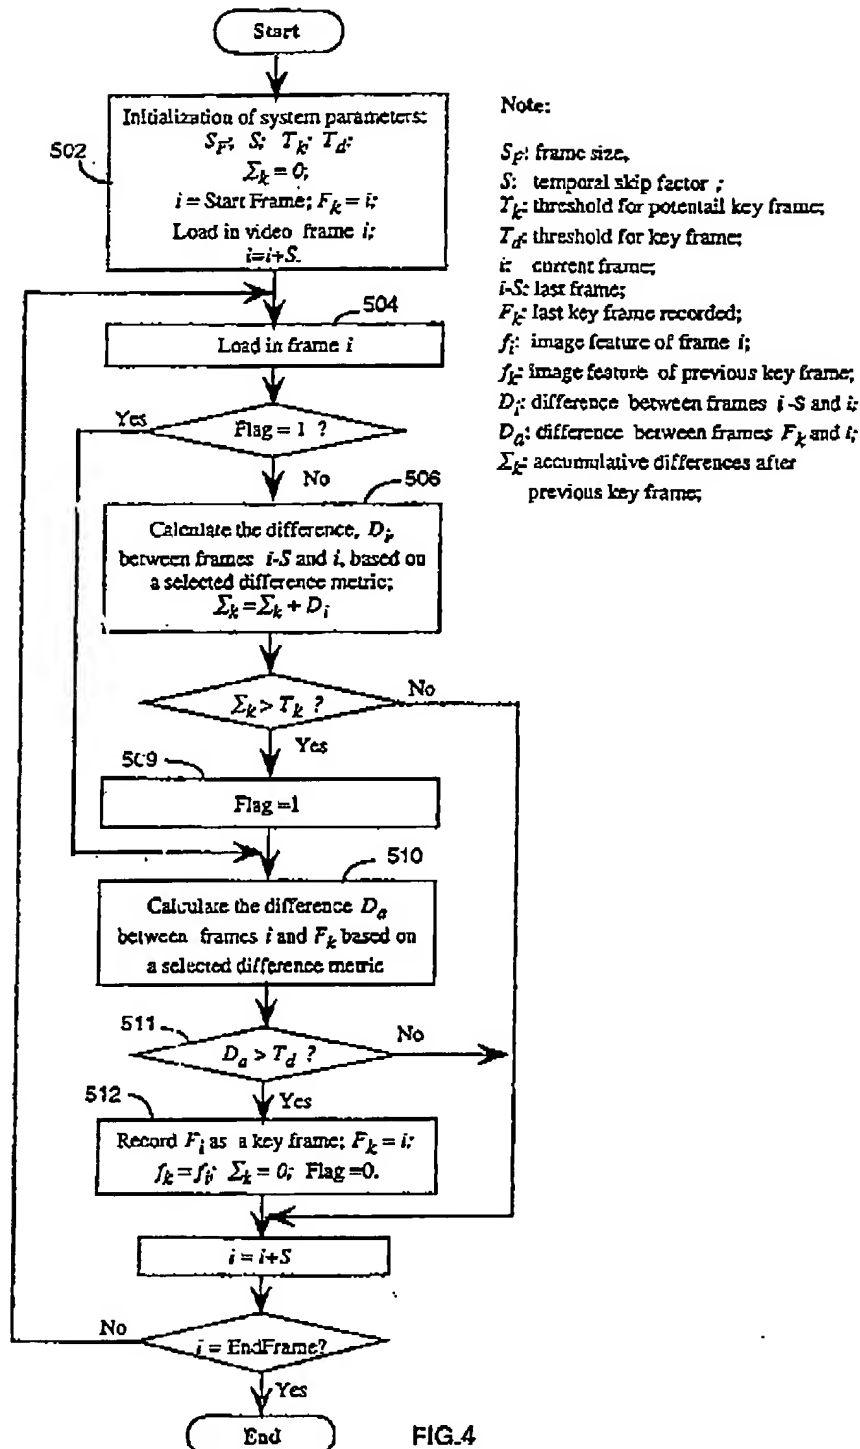 Start
Initialization of system parameters:
S_F; S; T_k; T_d;
Σ_k = 0;
i = Start Frame; F_k = i;
Load in video frame i;
i=i+S.
502
Note:
S_F: frame size,
S: temporal skip factor ;
T_k: threshold for potentail key frame;
T_d: threshold for key frame;
i: current frame;
i-S: last frame;
F_k: last key frame recorded;
f_i: image feature of frame i;
f_k: image feature of previous key frame;
D_i: difference between frames i-S and i;
D_a: difference between frames F_k and i;
Σ_k: accumulative differences after
previous key frame;
504
Load in frame i
Yes
Flag = 1 ?
No
506
Calculate the difference, D_i,
between frames i-S and i, based on
a selected difference metric;
Σ_k = Σ_k + D_i
Σ_k > T_k ?
No
Yes
509
Flag =1
510
Calculate the difference D_a
between frames i and F_k based on
a selected difference metric
511
D_a > T_d ?
No
Yes
512
Record F_i as a key frame; F_k = i;
f_k = f_i; Σ_k = 0; Flag =0.
i = i+S
No
i = EndFrame?
Yes
End
FIG.4